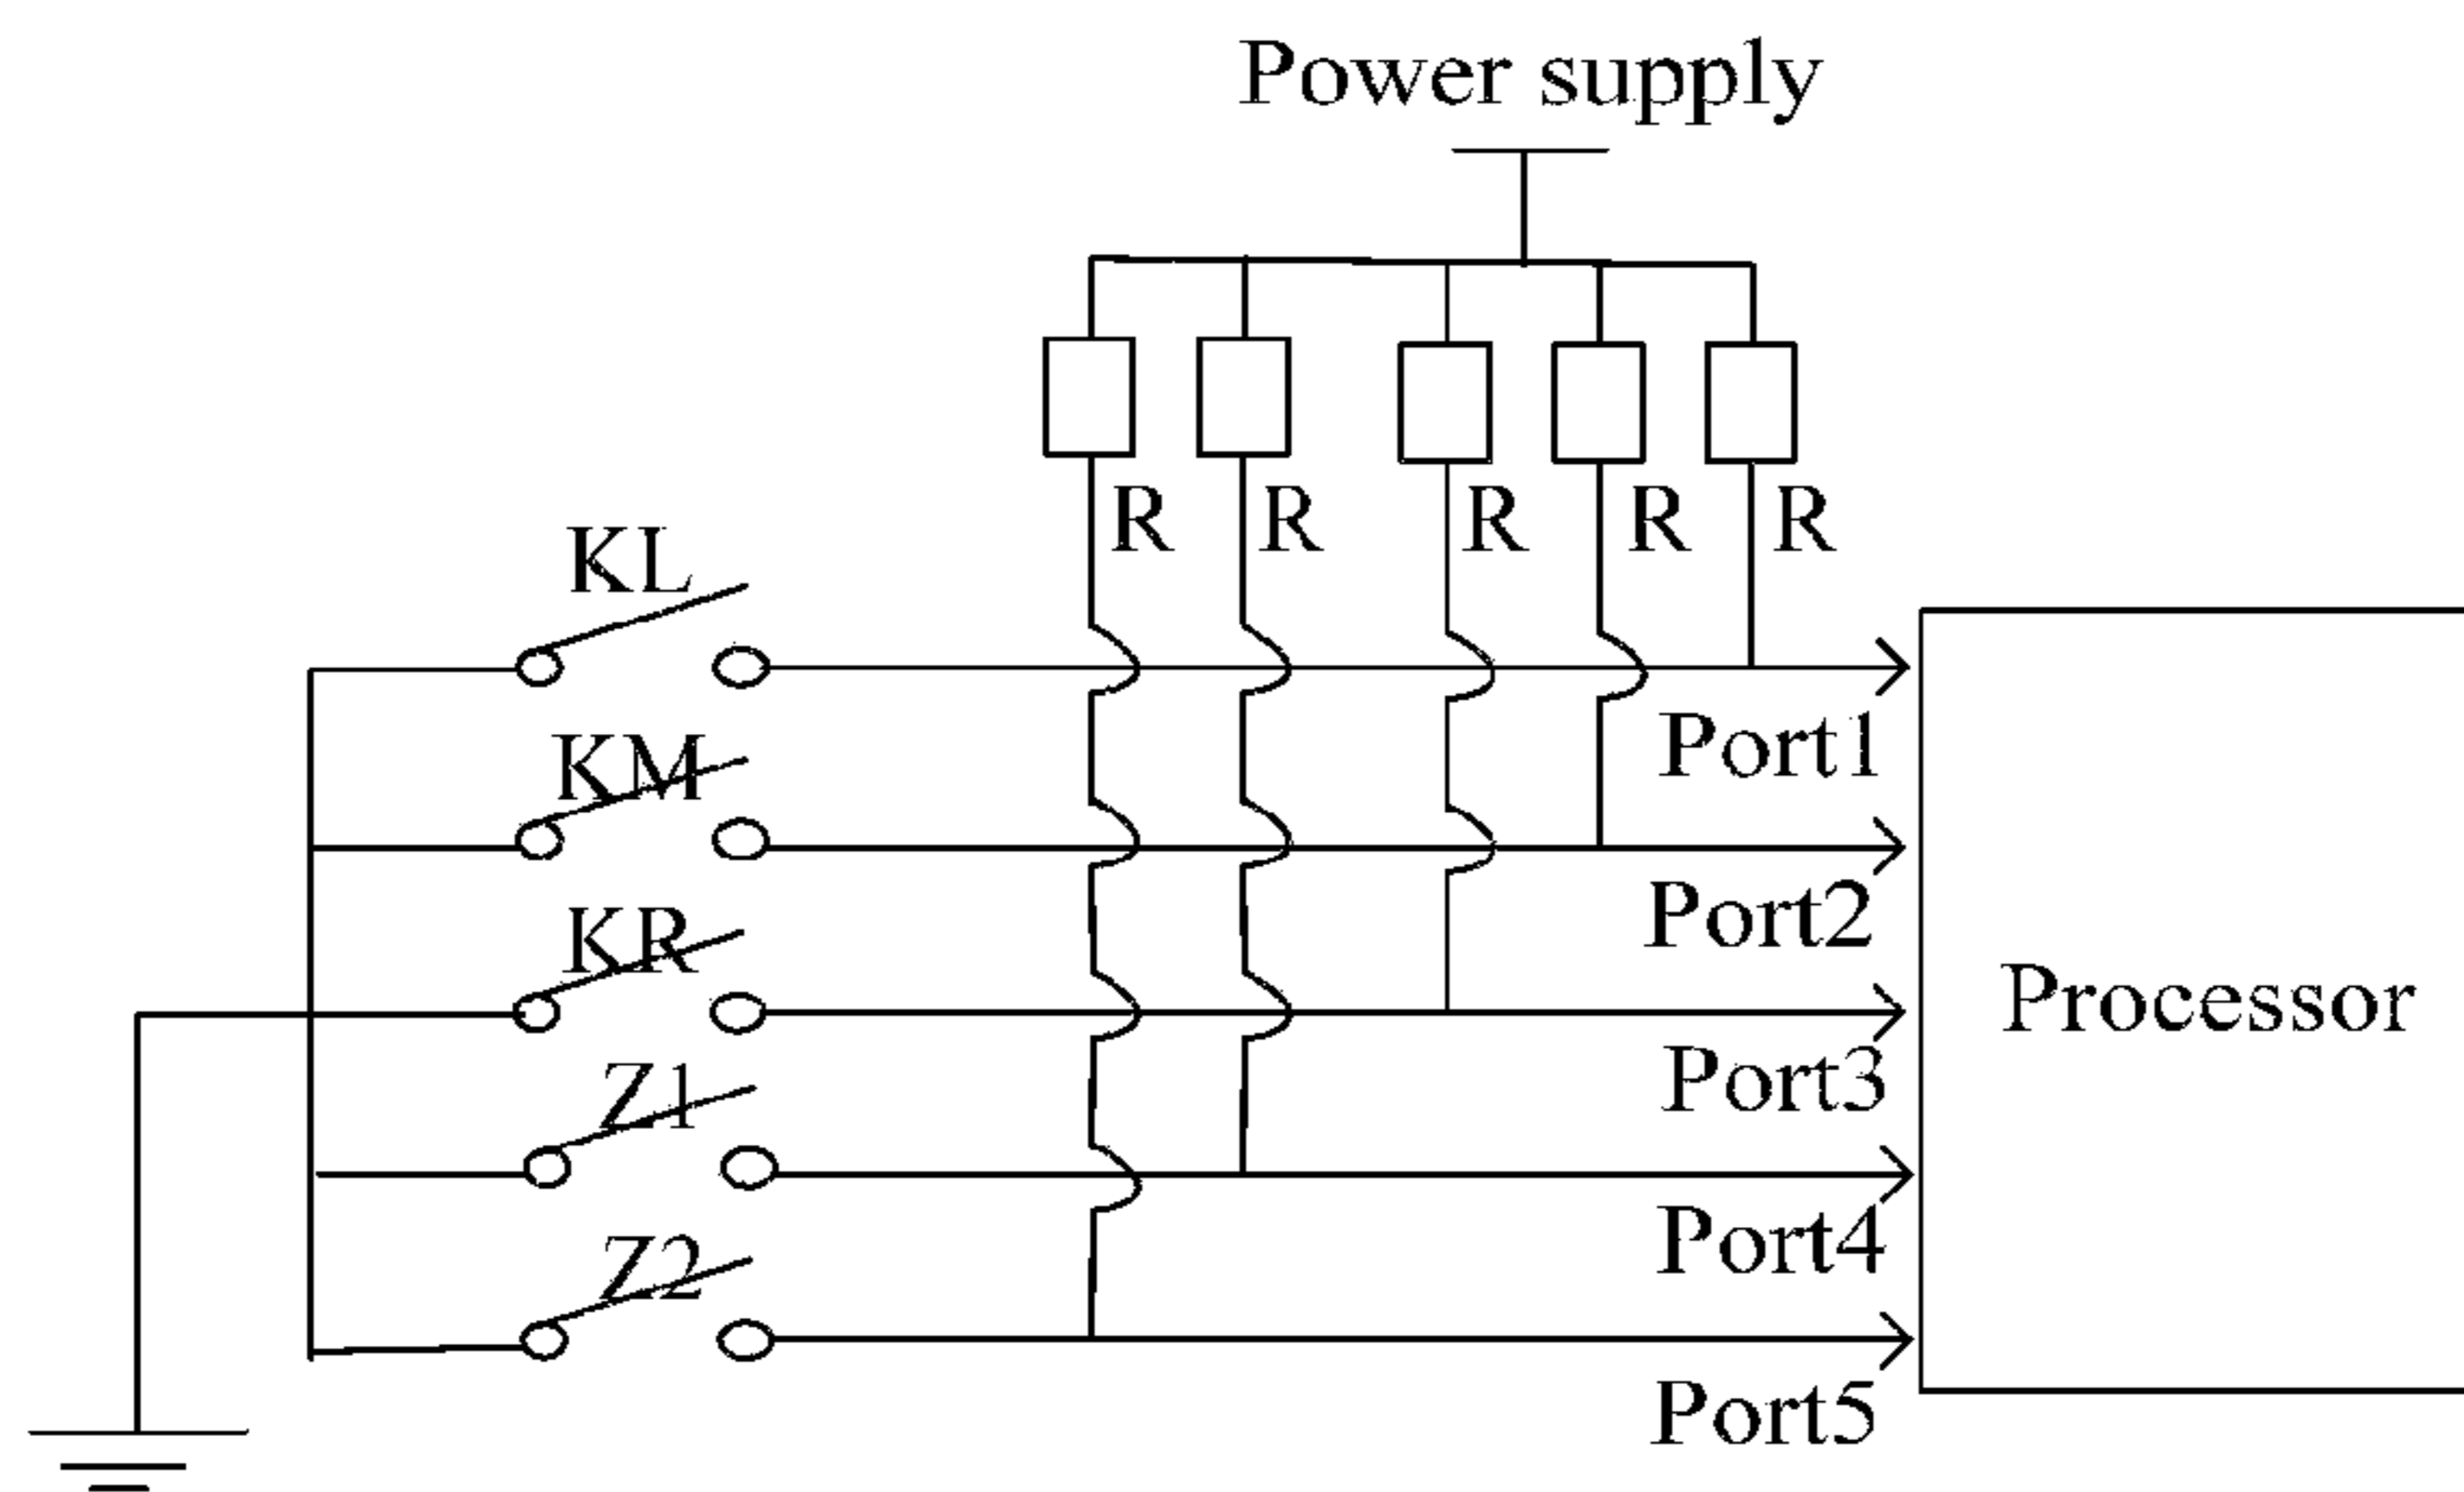 Power supply
R R R R R
KL
Port1
KM
Port2
KR
Processor
Port3
Z1
Port4
Z2
Port5